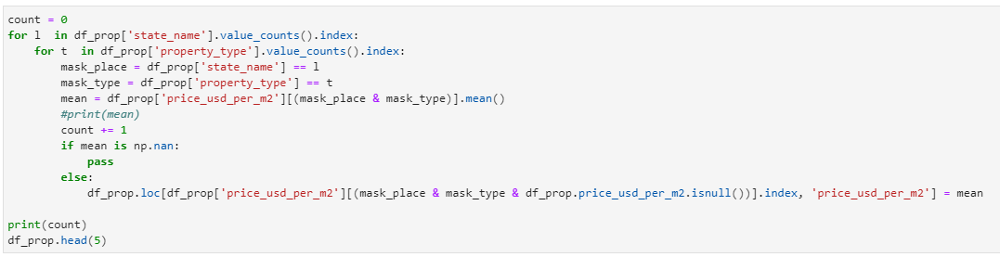 count = 0
for l  in df_prop['state_name'].value_counts().index:
    for t  in df_prop['property_type'].value_counts().index:
        mask_place = df_prop['state_name'] == l
        mask_type = df_prop['property_type'] == t
        mean = df_prop['price_usd_per_m2'][(mask_place & mask_type)].mean()
        #print(mean)
        count += 1
        if mean is np.nan:
            pass
        else:
            df_prop.loc[df_prop['price_usd_per_m2'][(mask_place & mask_type & df_prop.price_usd_per_m2.isnull())].index, 'price_usd_per_m2'] = mean

print(count)
df_prop.head(5)